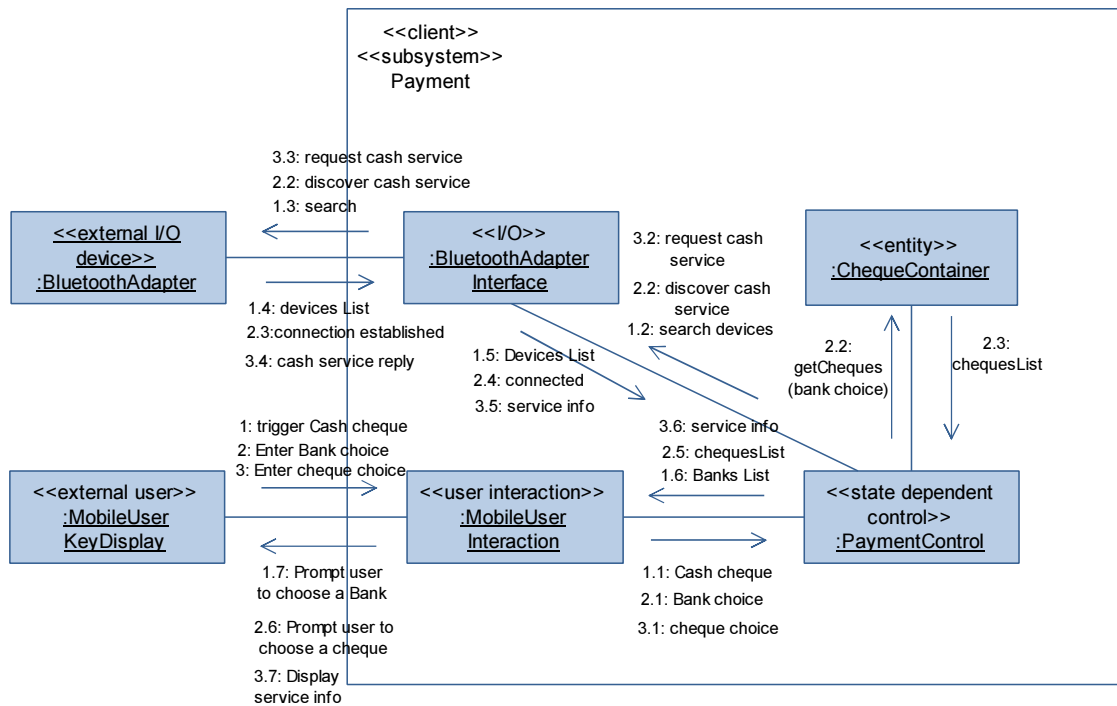 <<client>>
<<subsystem>>
Payment
3.3: request cash service
2.2: discover cash service
1.3: search
<<external I/O
device>>
:BluetoothAdapter
<<I/O>>
:BluetoothAdapter
Interface
3.2: request cash
service
2.2: discover cash
service
1.2: search devices
<<entity>>
:ChequeContainer
1.4: devices List
2.3:connection established
3.4: cash service reply
1.5: Devices List
2.4: connected
3.5: service info
2.2:
getCheques
(bank choice)
2.3:
chequesList
1: trigger Cash cheque
2: Enter Bank choice
3: Enter cheque choice
3.6: service info
2.5: chequesList
1.6: Banks List
<<external user>>
:MobileUser
KeyDisplay
<<user interaction>>
:MobileUser
Interaction
<<state dependent
control>>
:PaymentControl
1.7: Prompt user
to choose a Bank
2.6: Prompt user to
choose a cheque
3.7: Display
service info
1.1: Cash cheque
2.1: Bank choice
3.1: cheque choice